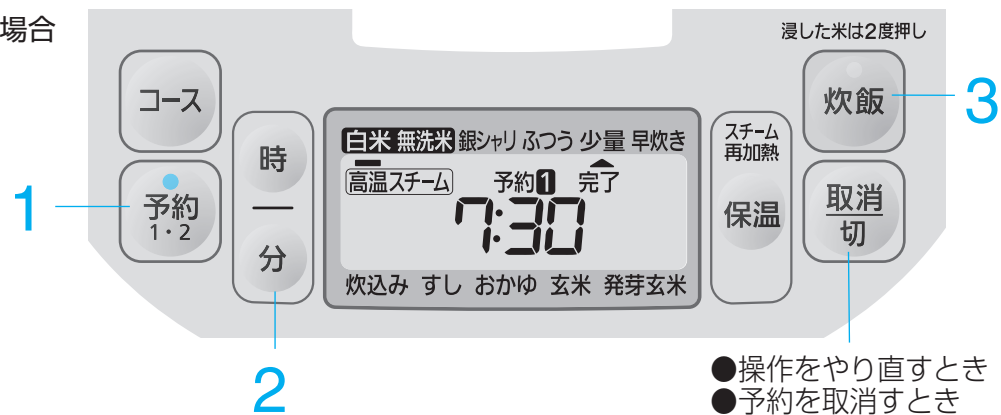 場合
浸した米は2度押し
コース
炊飯
3
時
分
白米 無洗米 銀シャリ ふつう 少量 早炊き
高温スチーム 予約1 完了
7:30
炊込み すし おかゆ 玄米 発芽玄米
スチーム
再加熱
保温
1
予約
1・2
取消
切
2
●操作をやり直すとき
●予約を取消すとき